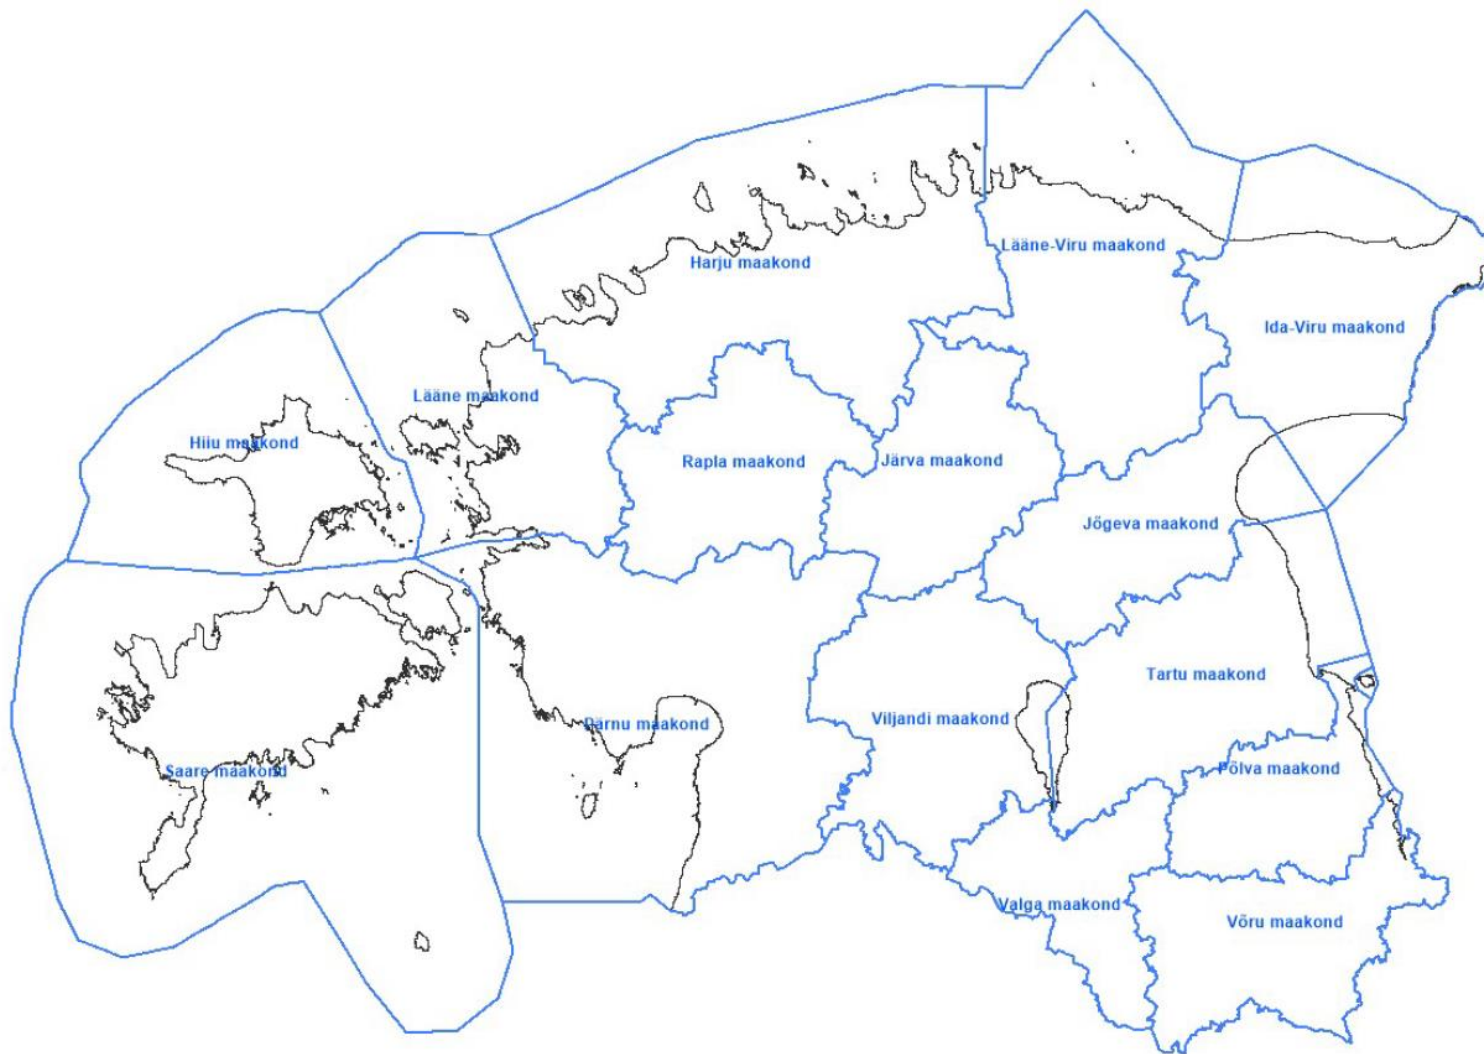 Lääne-Viru maakond
Harju maakond
Ida-Viru maakond
Lääne maakond
Hiiu maakond
Rapla maakond
Järva maakond
Jõgeva maakond
Tartu maakond
Viljandi maakond
Pärnu maakond
Saare maakond
Põlva maakond
Valga maakond
Võru maakond